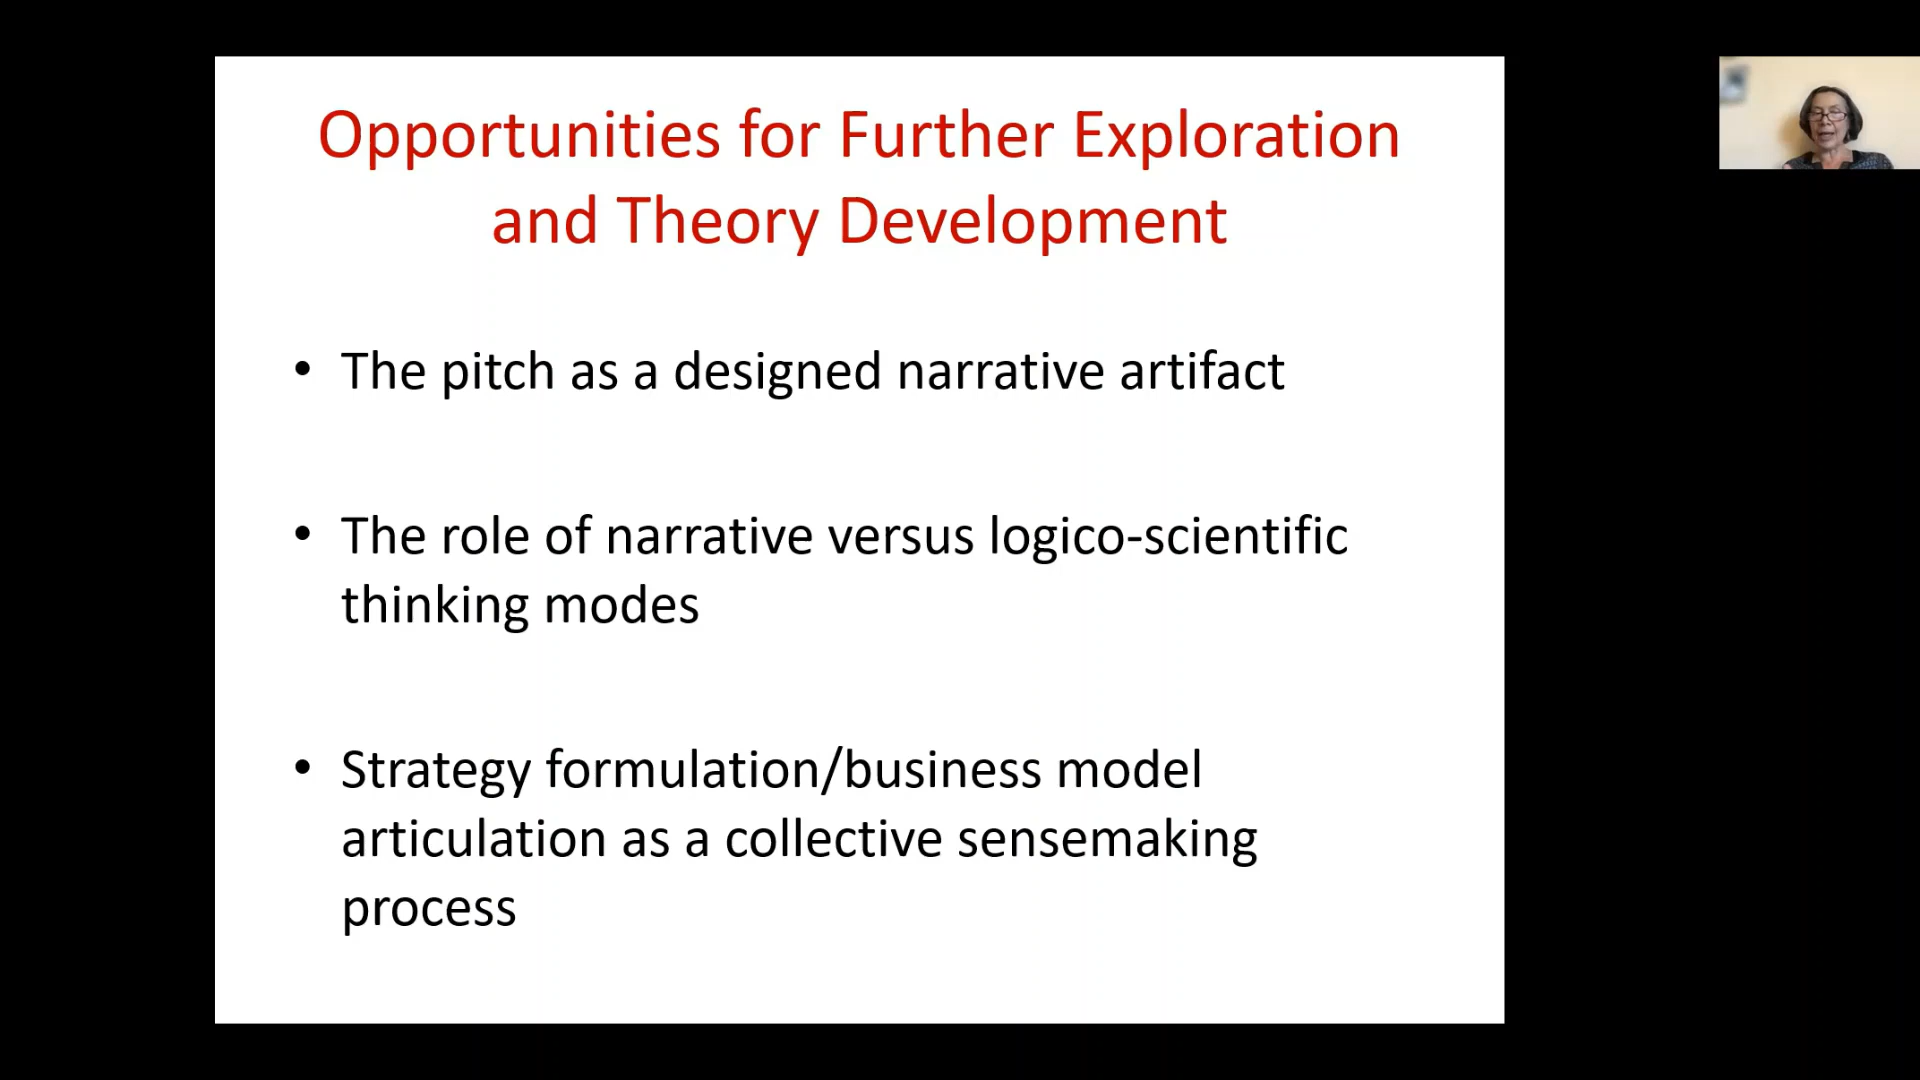 Opportunities for Further Exploration
and Theory Development
• The pitch as a designed narrative artifact
• The role of narrative versus logico-scientific
thinking modes
• Strategy formulation/business model
articulation as a collective sensemaking
process